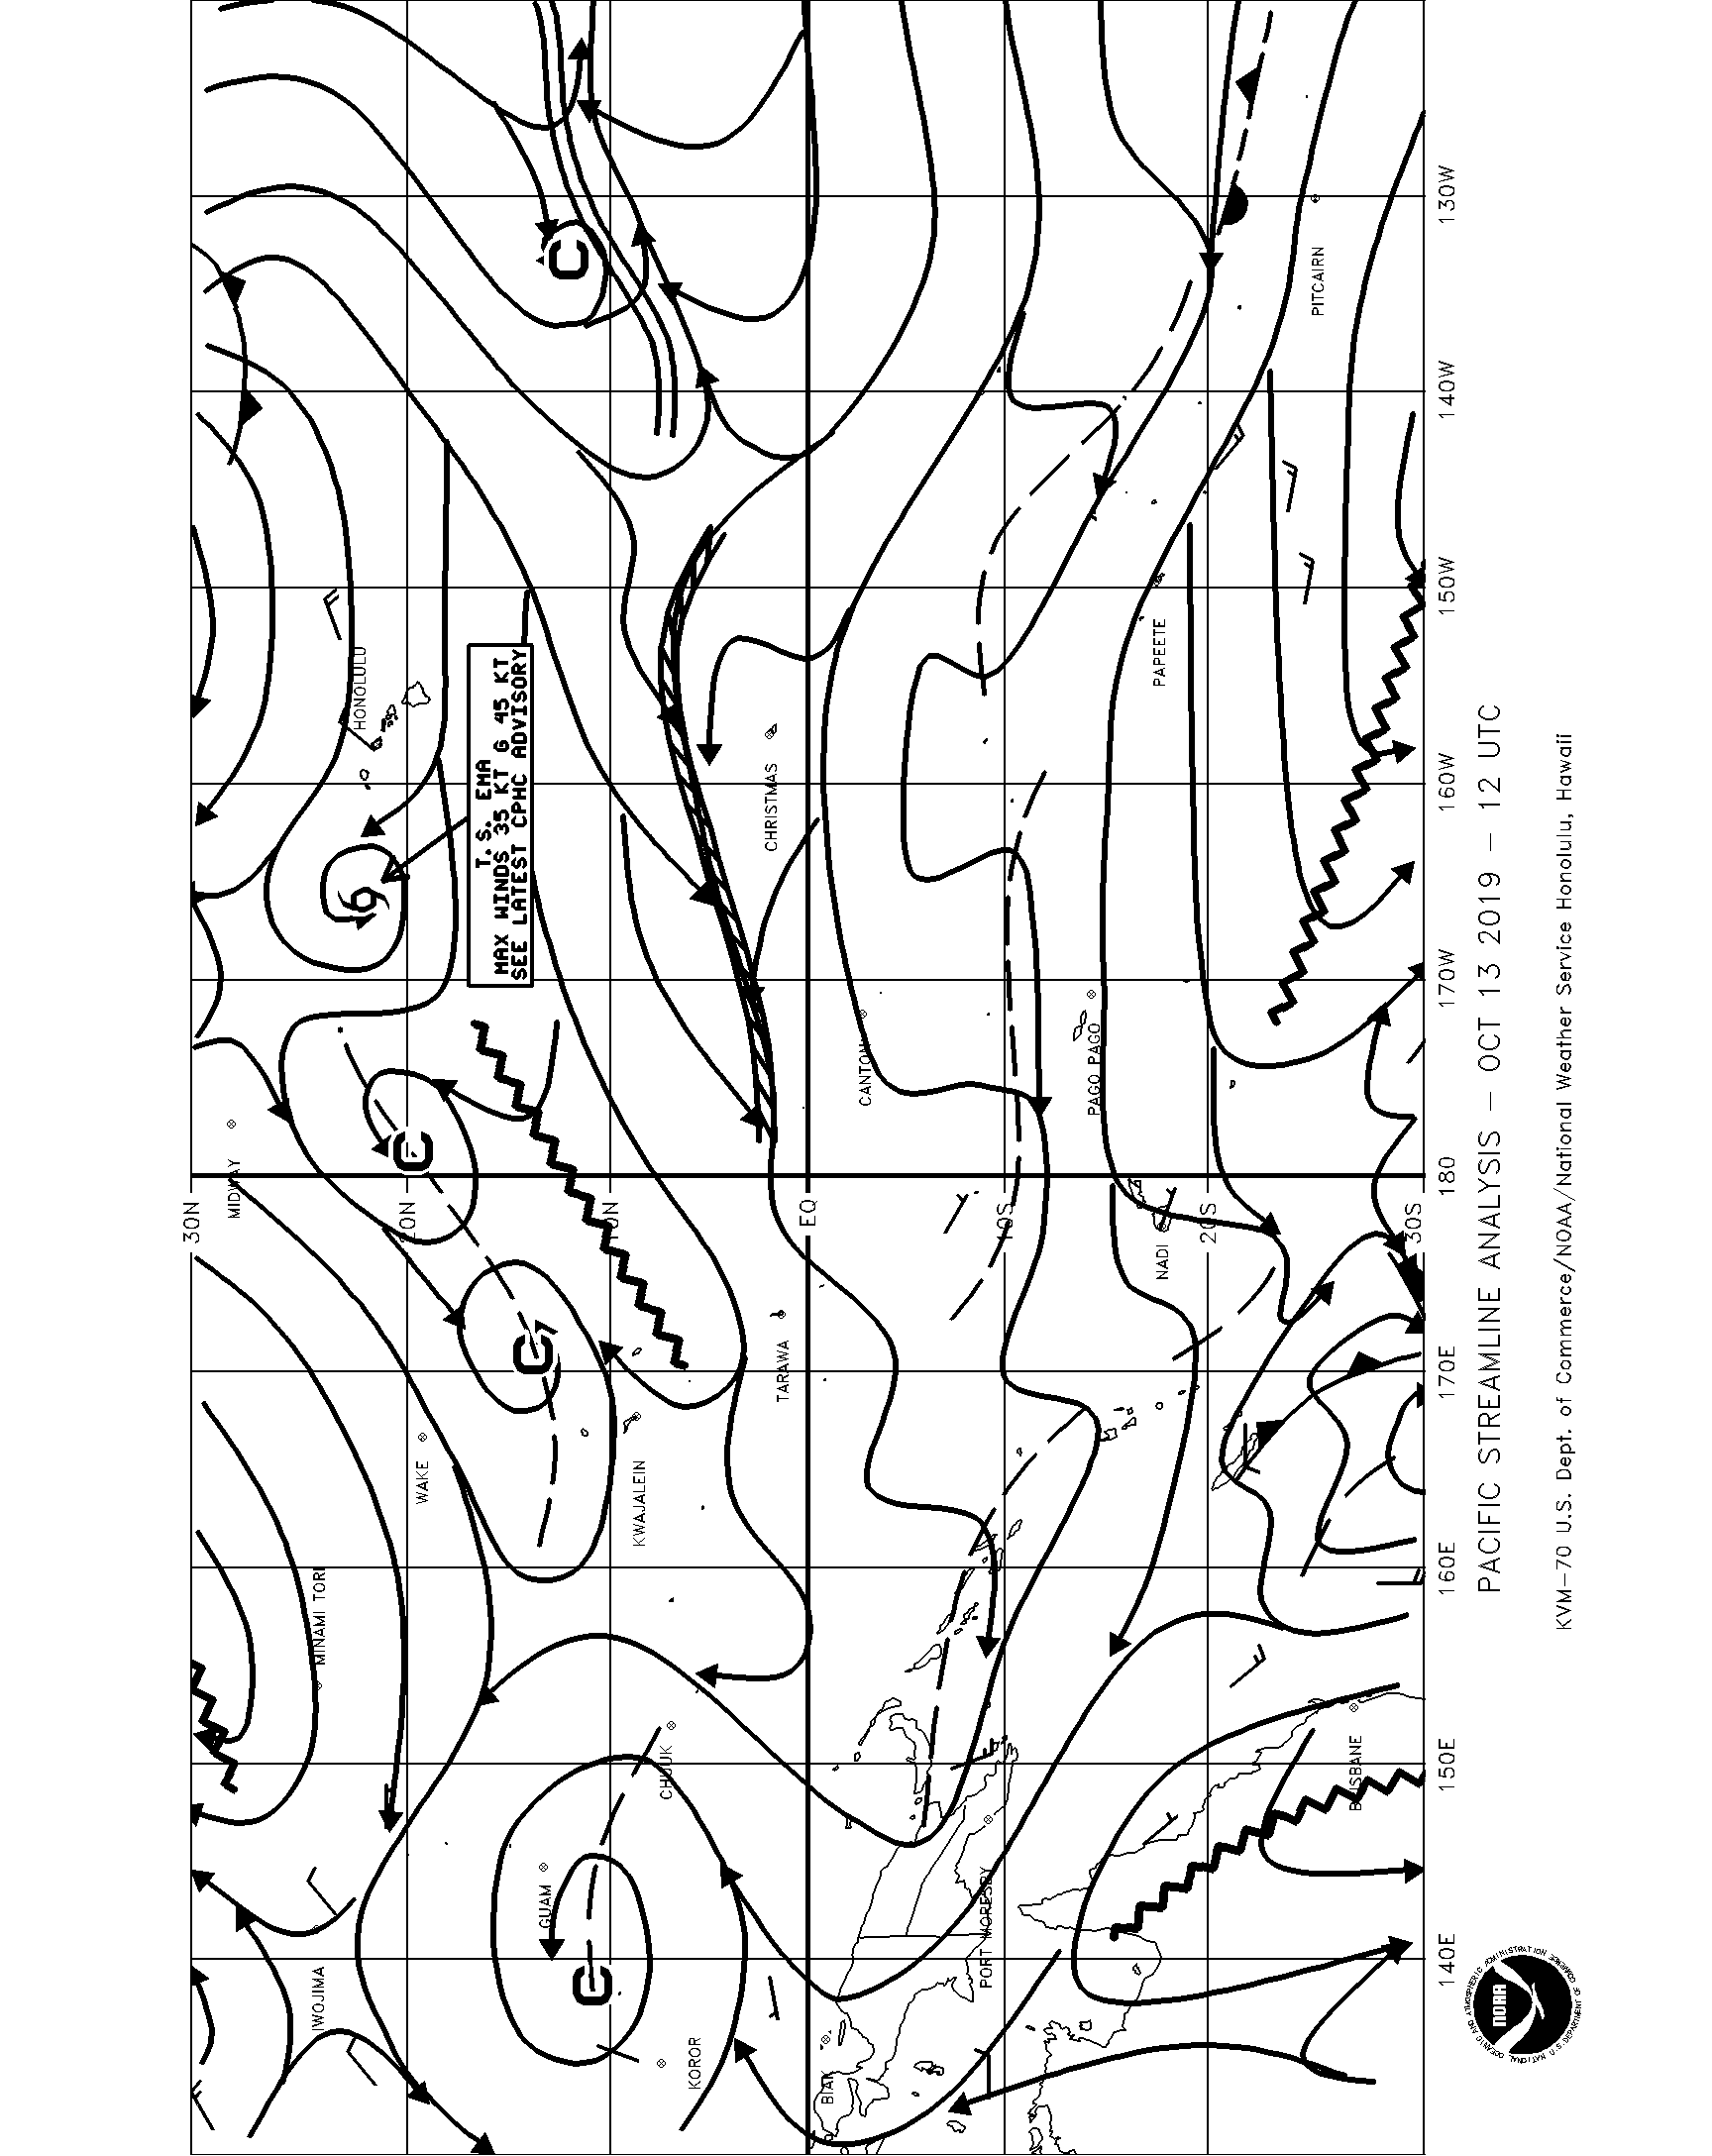 PACIFIC STREAMLINE ANALYSIS – OCT 13 2019 – 12 UTC
KVM–70 U.S. Dept. of Commerce/NOAA/National Weather Service Honolulu, Hawaii
T.S. EMA
MAX WINDS 35 KT G 45 KT
SEE LATEST CPHC ADVISORY
30N
20N
10N
EQ
10S
20S
30S
140E
150E
160E
170E
180
170W
160W
150W
140W
130W
IWOJIMA
MINAMI TORI
WAKE
MIDWAY
HONOLULU
GUAM
KOROR
CHUUK
KWAJALEIN
TARAWA
CHRISTMAS
CANTON
BIAK
PORT MORESBY
PAGO PAGO
NADI
PAPEETE
PITCAIRN
BRISBANE
C
C
C
C
NOAA
NATIONAL OCEANIC AND ATMOSPHERIC ADMINISTRATION
U.S. DEPARTMENT OF COMMERCE